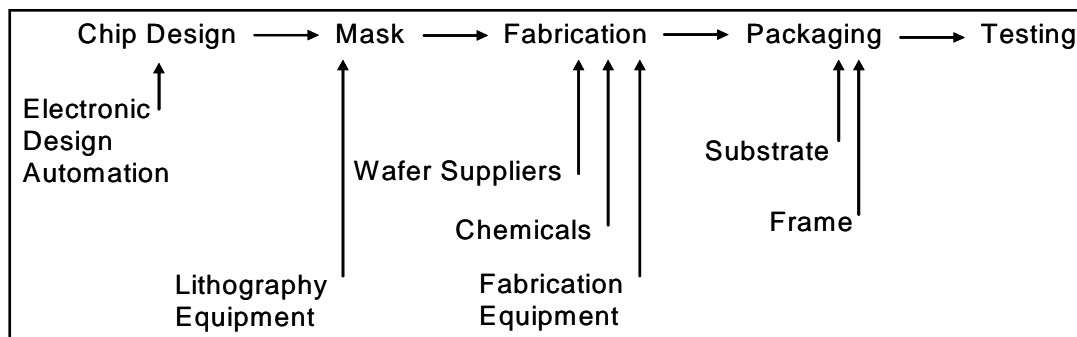 Chip Design Mask Fabrication Packaging Testing
Electronic
Design
Automation
Substrate
Wafer Suppliers
Frame
Chemicals
Lithography
Equipment
Fabrication
Equipment